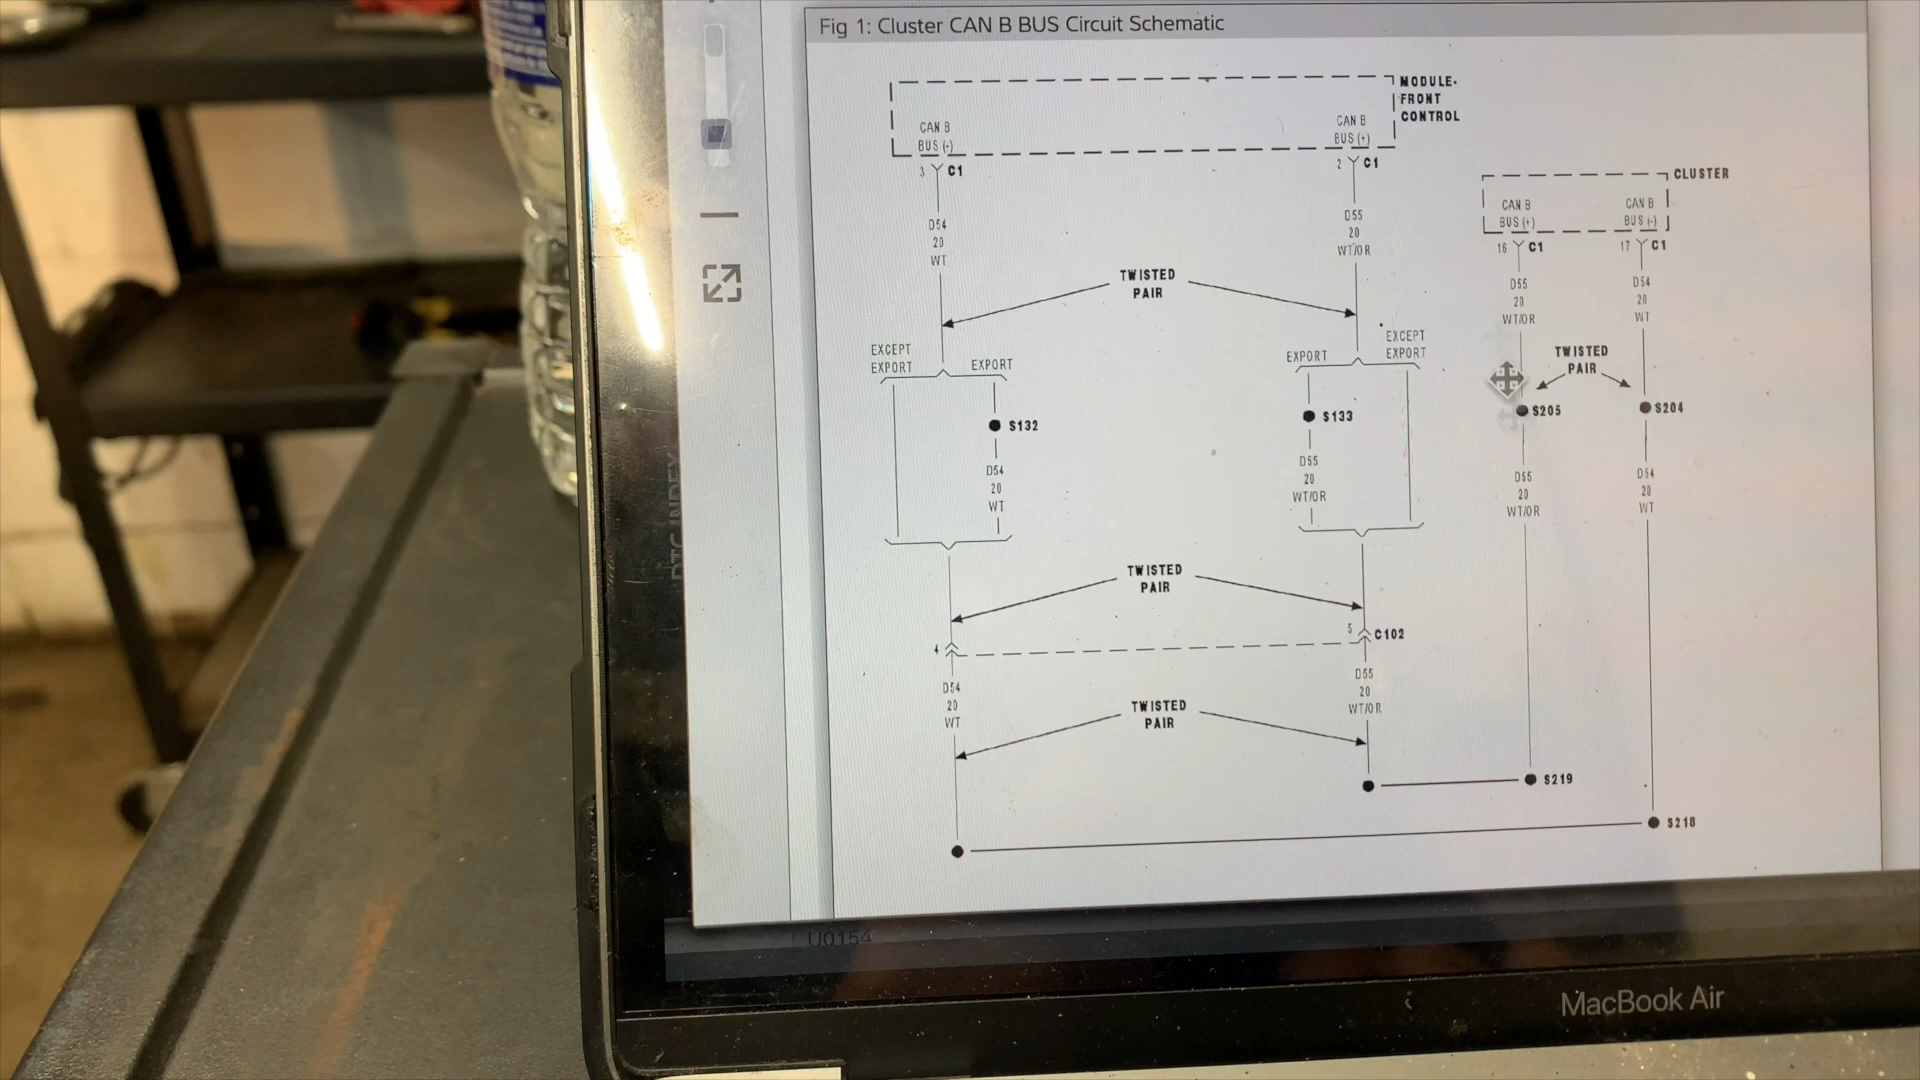 Fig 1: Cluster CAN B BUS Circuit Schematic
MODULE-
FRONT
CONTROL
CAN B
BUS (-)
CAN B
BUS (+)
3
C1
2
C1
CLUSTER
CAN B
BUS (+)
CAN B
BUS (-)
16
C1
17
C1
D54
20
WT
D55
20
WT/OR
D55
20
WT/OR
D54
20
WT
TWISTED
PAIR
TWISTED
PAIR
EXCEPT
EXPORT
EXPORT
EXPORT
EXCEPT
EXPORT
S132
S133
S205
S204
D54
20
WT
D55
20
WT/OR
D55
20
WT/OR
D54
20
WT
TWISTED
PAIR
4
5
C102
D54
20
WT
D55
20
WT/OR
TWISTED
PAIR
S219
S218
DTC INDEX
U0154
MacBook Air